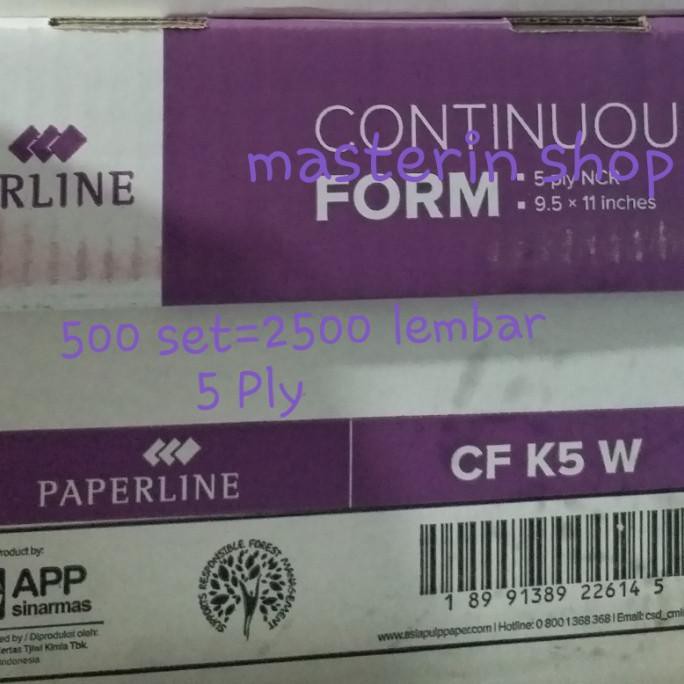 RLINE
CONTINUOU
FORM
▪ 5-ply NCR
▪ 9.5 × 11 inches
masterin shop
500 set=2500 lembar
5 Ply
PAPERLINE
CF K5 W
roduct by:
APP
sinarmas
ed by / Diproduksi oleh:
ertas Tjiwi Kimia Tbk.
ndonesia
SUPPORTS RESPONSIBLE FOREST MANAGEMENT
1 89 91389 22614 5
www.asiapulppaper.com | Hotline: 0 800 1 368 368 | Email: csd_cmi